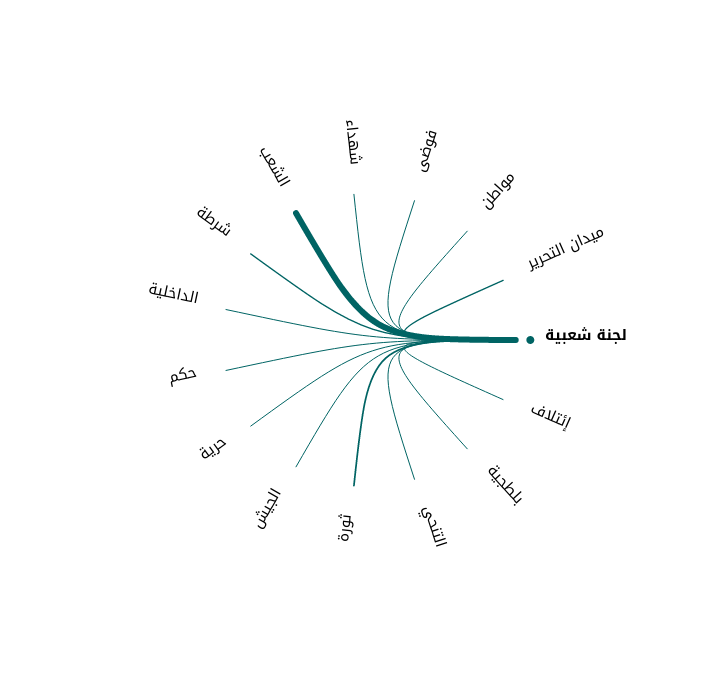 شهداء
فوضى
الشعب
مواطن
شرطة
ميدان التحرير
الداخلية
لجنة شعبية
حكم
إئتلاف
حرية
بلطجية
الجيش
التنحي
ثورة